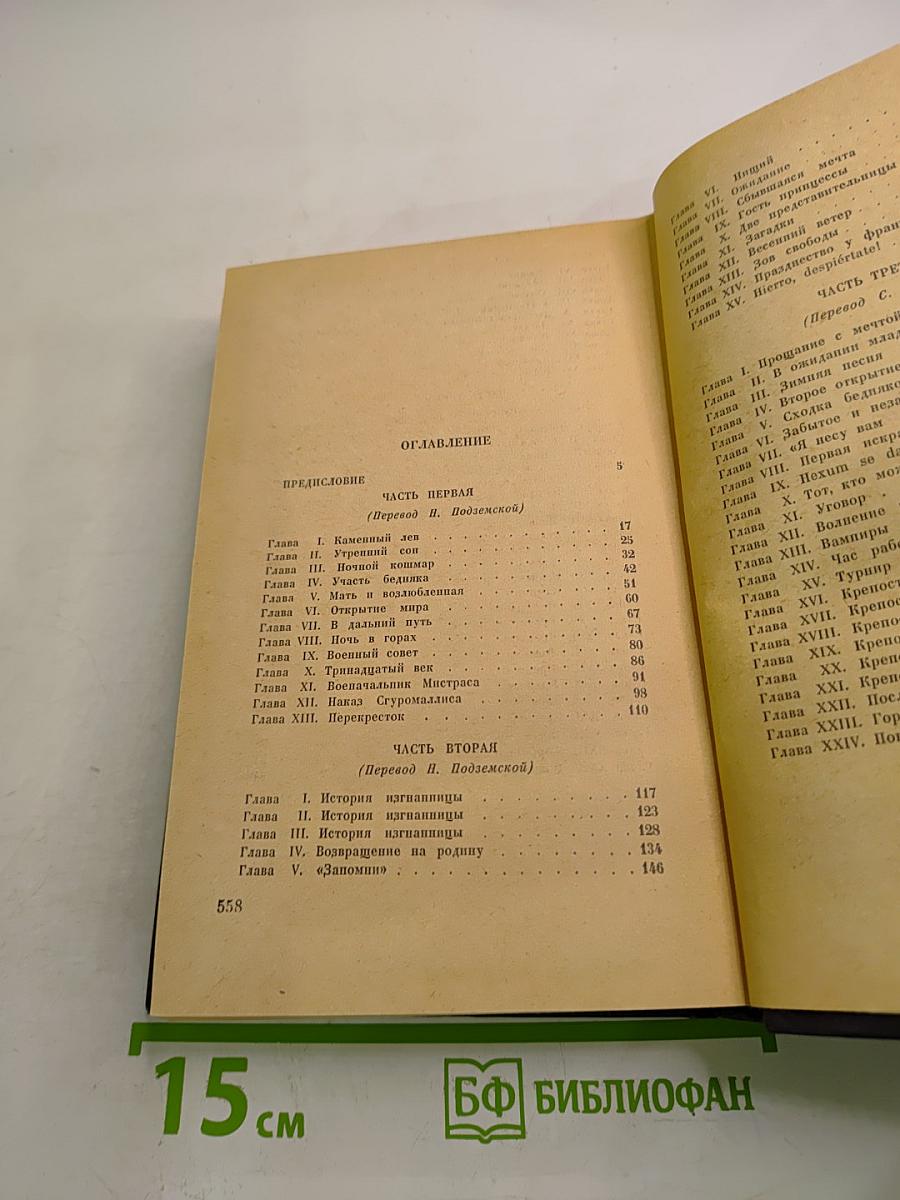 ОГЛАВЛЕНИЕ
ПРЕДИСЛОВИЕ 5
ЧАСТЬ ПЕРВАЯ
(Перевод Н. Подземской)
Глава I. Каменный лев . . . . . . . . . . 17
Глава II. Утренний сон . . . . . . . . . . 25
Глава III. Ночной кошмар . . . . . . . . . 32
Глава IV. Участь бедняка . . . . . . . . . 42
Глава V. Мать и возлюбленная . . . . . . . 51
Глава VI. Открытие мира . . . . . . . . . 60
Глава VII. В дальний путь . . . . . . . . . 67
Глава VIII. Ночь в горах . . . . . . . . . . 73
Глава IX. Военный совет . . . . . . . . . . 80
Глава X. Тринадцатый век . . . . . . . . . 86
Глава XI. Военачальник Мистраса . . . . . . 91
Глава XII. Наказ Сгуромаллиса . . . . . . . 98
Глава XIII. Перекресток . . . . . . . . . . 110
ЧАСТЬ ВТОРАЯ
(Перевод Н. Подземской)
Глава I. История изгнанницы . . . . . . . . 117
Глава II. История изгнанницы . . . . . . . . 123
Глава III. История изгнанницы . . . . . . . . 128
Глава IV. Возвращение на родину . . . . . . . 134
Глава V. «Запомни» . . . . . . . . . . . . 146
558
Глава VI. Нищий . . . .
Глава VII. Ожидание . . . .
Глава VIII. Сбывшаяся мечта . .
Глава IX. Гость принцессы . .
Глава X. Две представительницы
Глава XI. Загадки . . . .
Глава XII. Весенний ветер . .
Глава XIII. Зов свободы . .
Глава XIV. Празднество у фран
Глава XV. Hierro, despiértate! .
ЧАСТЬ ТРЕ
(Перевод С.
Глава I. Прощание с мечтой
Глава II. В ожидании млад
Глава III. Зимняя песня
Глава IV. Второе открытие
Глава V. Сходка бедняко
Глава VI. Забытое и неза
Глава VII. «Я несу вам
Глава VIII. Первая искра
Глава IX. Нexum se da
Глава X. Тот, кто мож
Глава XI. Уговор .
Глава XII. Волнение
Глава XIII. Вампиры
Глава XIV. Час рабо
Глава XV. Турнир
Глава XVI. Крепост
Глава XVII. Крепос
Глава XVIII. Крепо
Глава XIX. Крепо
Глава XX. Крепо
Глава XXI. Креп
Глава XXII. Посл
Глава XXIII. Гор
Глава XXIV. Пов
15 см
БФ БИБЛИОФАН